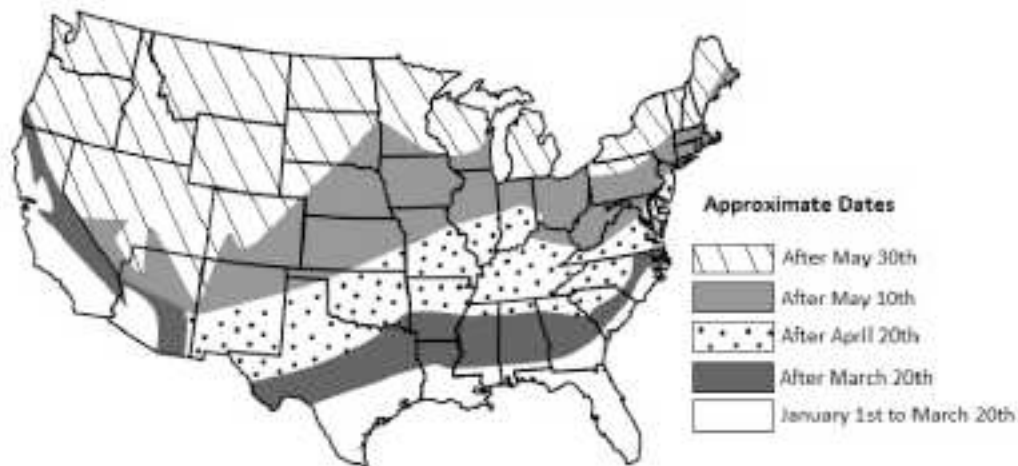 Approximate Dates
After May 30th
After May 10th
After April 20th
After March 20th
January 1st to March 20th